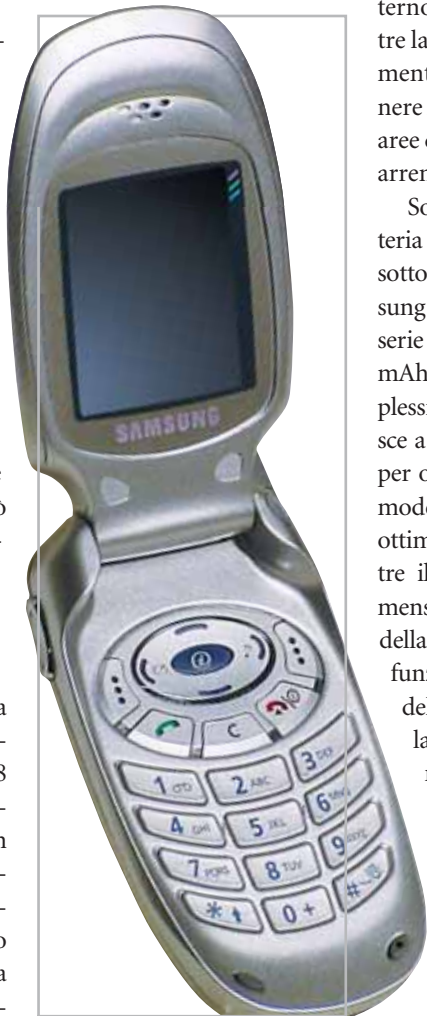 -
e
ò
-
a
-
8
-
n
-
-
o
a
-
SAMSUNG
@
C
1 2 ABC 3 DEF
4 GHI 5 JKL 6 MNO
7 PQRS 8 TUV 9 WXYZ
* 0 + #
terno
tre la
ment
nere
aree
arren
So
teria
sotto
sung
serie
mAh
plessi
sce a
per o
mode
ottim
tre il
mens
della
funz
del
la